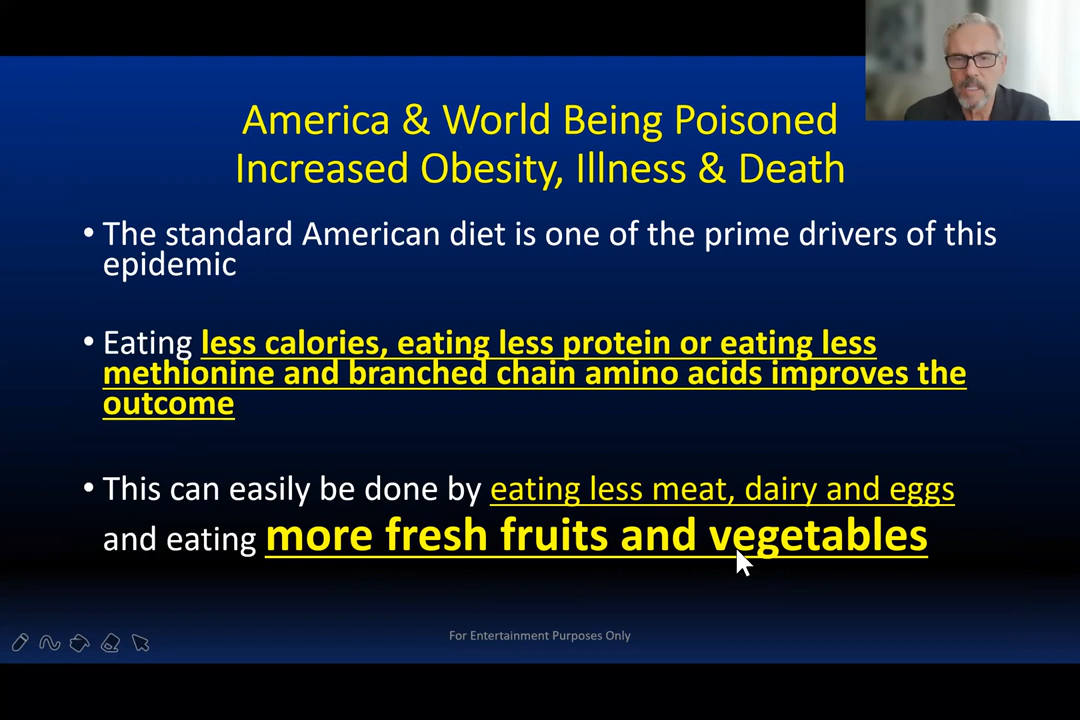 America & World Being Poisoned
Increased Obesity, Illness & Death
• The standard American diet is one of the prime drivers of this
epidemic
• Eating less calories, eating less protein or eating less
methionine and branched chain amino acids improves the
outcome
• This can easily be done by eating less meat, dairy and eggs
and eating more fresh fruits and vegetables
For Entertainment Purposes Only